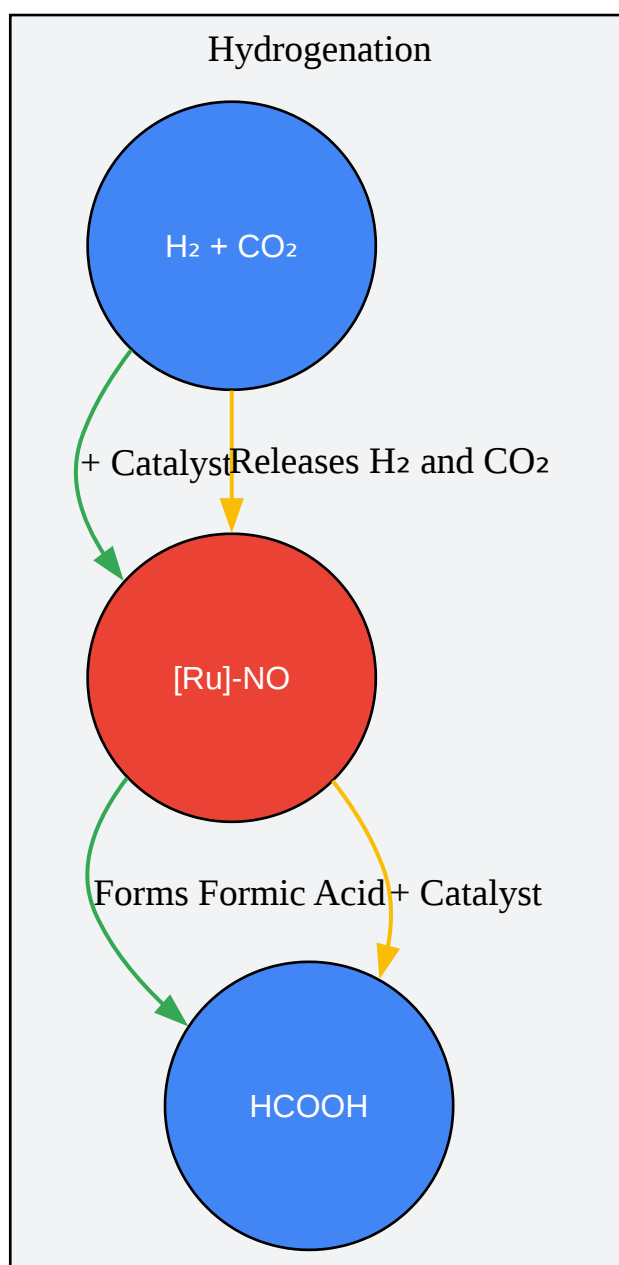 Hydrogenation
H₂ + CO₂
+ Catalyst
Releases H₂ and CO₂
[Ru]-NO
Forms Formic Acid
+ Catalyst
HCOOH